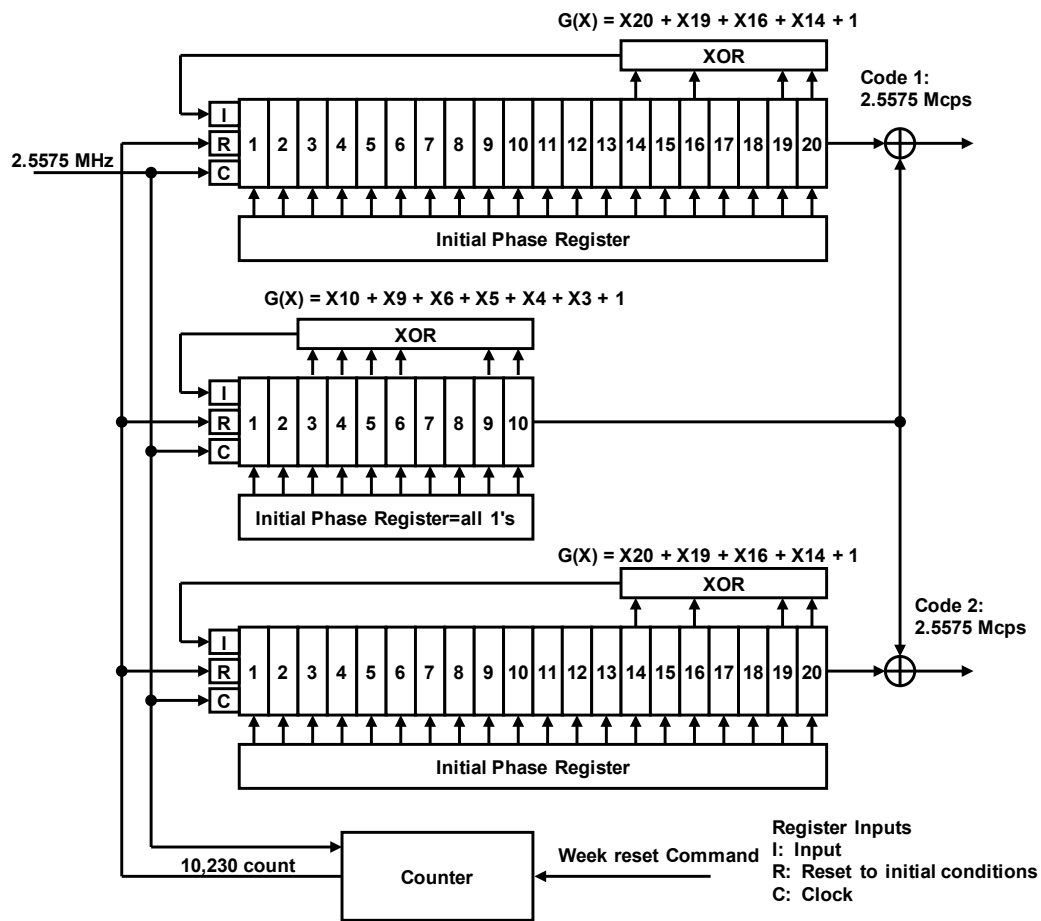 G(X) = X20 + X19 + X16 + X14 + 1
XOR
Code 1:
2.5575 Mcps
I
R
C
2.5575 MHz
1 2 3 4 5 6 7 8 9 10 11 12 13 14 15 16 17 18 19 20
Initial Phase Register
G(X) = X10 + X9 + X6 + X5 + X4 + X3 + 1
XOR
I
R
C
1 2 3 4 5 6 7 8 9 10
Initial Phase Register=all 1's
G(X) = X20 + X19 + X16 + X14 + 1
XOR
Code 2:
2.5575 Mcps
I
R
C
1 2 3 4 5 6 7 8 9 10 11 12 13 14 15 16 17 18 19 20
Initial Phase Register
10,230 count
Counter
Week reset Command
Register Inputs
I: Input
R: Reset to initial conditions
C: Clock